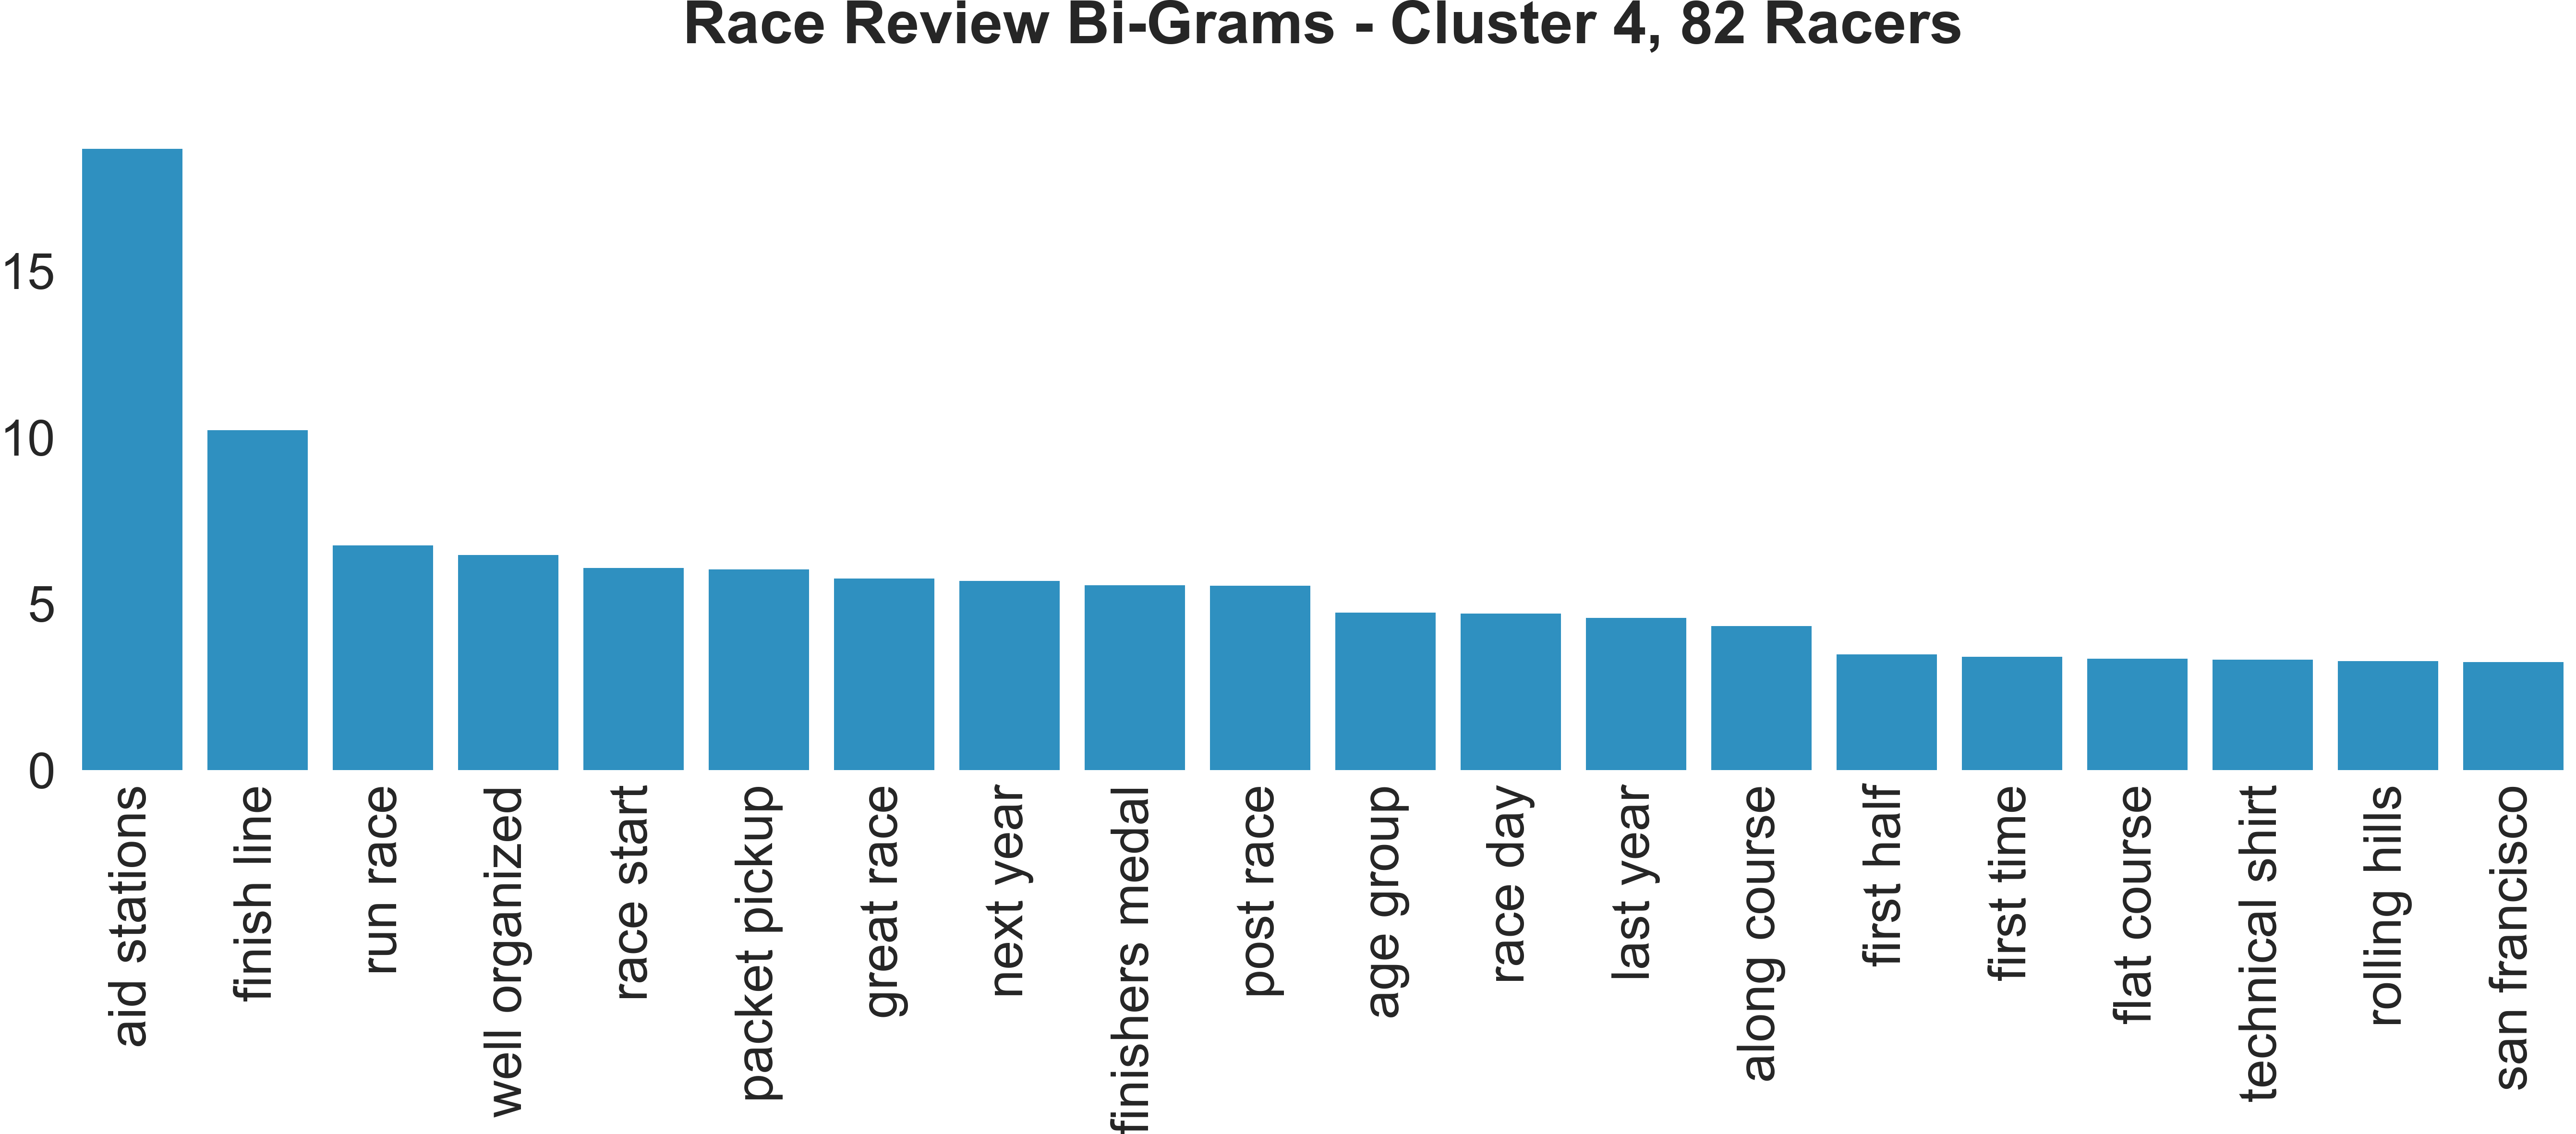 Race Review Bi-Grams - Cluster 4, 82 Racers
15
10
5
0
aid stations
finish line
run race
well organized
race start
packet pickup
great race
next year
finishers medal
post race
age group
race day
last year
along course
first half
first time
flat course
technical shirt
rolling hills
san francisco